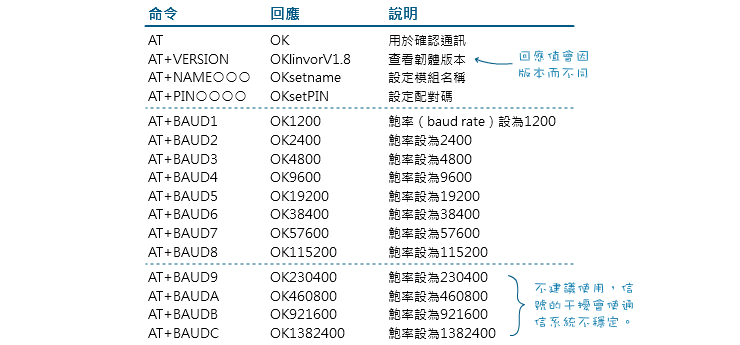 命令 回應 說明
AT OK 用於確認通訊
AT+VERSION OKlinvorV1.8 查看韌體版本
回應值會因
版本而不同
AT+NAME○○○ OKsetname 設定模組名稱
AT+PIN○○○○ OKsetPIN 設定配對碼
AT+BAUD1 OK1200 鮑率（baud rate）設為1200
AT+BAUD2 OK2400 鮑率設為2400
AT+BAUD3 OK4800 鮑率設為4800
AT+BAUD4 OK9600 鮑率設為9600
AT+BAUD5 OK19200 鮑率設為19200
AT+BAUD6 OK38400 鮑率設為38400
AT+BAUD7 OK57600 鮑率設為57600
AT+BAUD8 OK115200 鮑率設為115200
AT+BAUD9 OK230400 鮑率設為230400
AT+BAUDA OK460800 鮑率設為460800
AT+BAUDB OK921600 鮑率設為921600
AT+BAUDC OK1382400 鮑率設為1382400
不建議使用，信
號的干擾會使通
信系統不穩定。